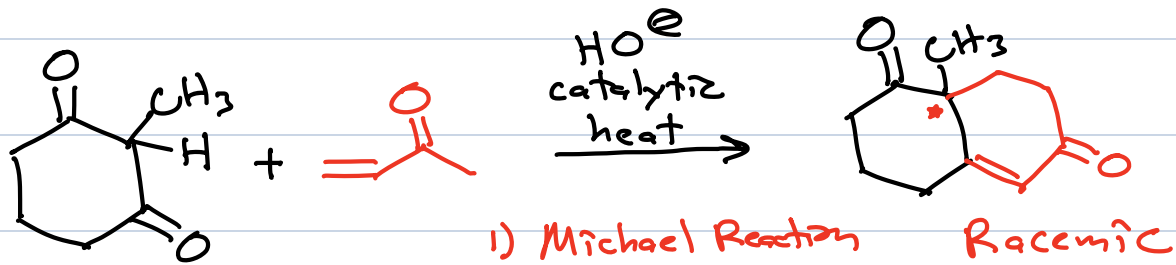 O
CH3
H
O
+
O
HO⊖
catalytic
heat
O
CH3
*
O
1) Michael Reaction
Racemic